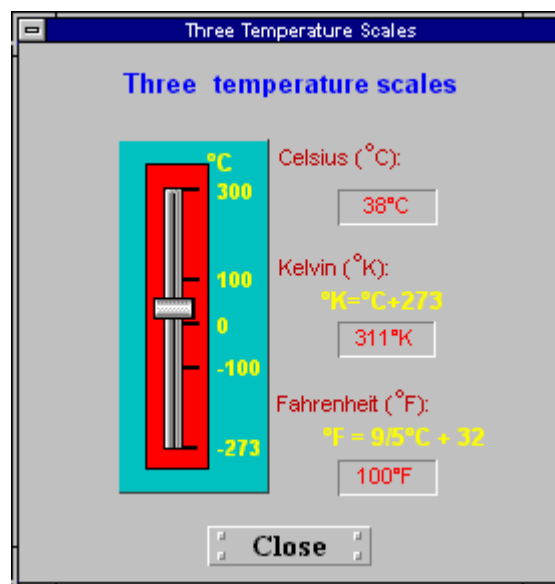 Three Temperature Scales
Three temperature scales
°C
300
100
0
-100
-273
Celsius (°C):
38°C
Kelvin (°K):
°K=°C+273
311°K
Fahrenheit (°F):
°F = 9/5°C + 32
100°F
Close